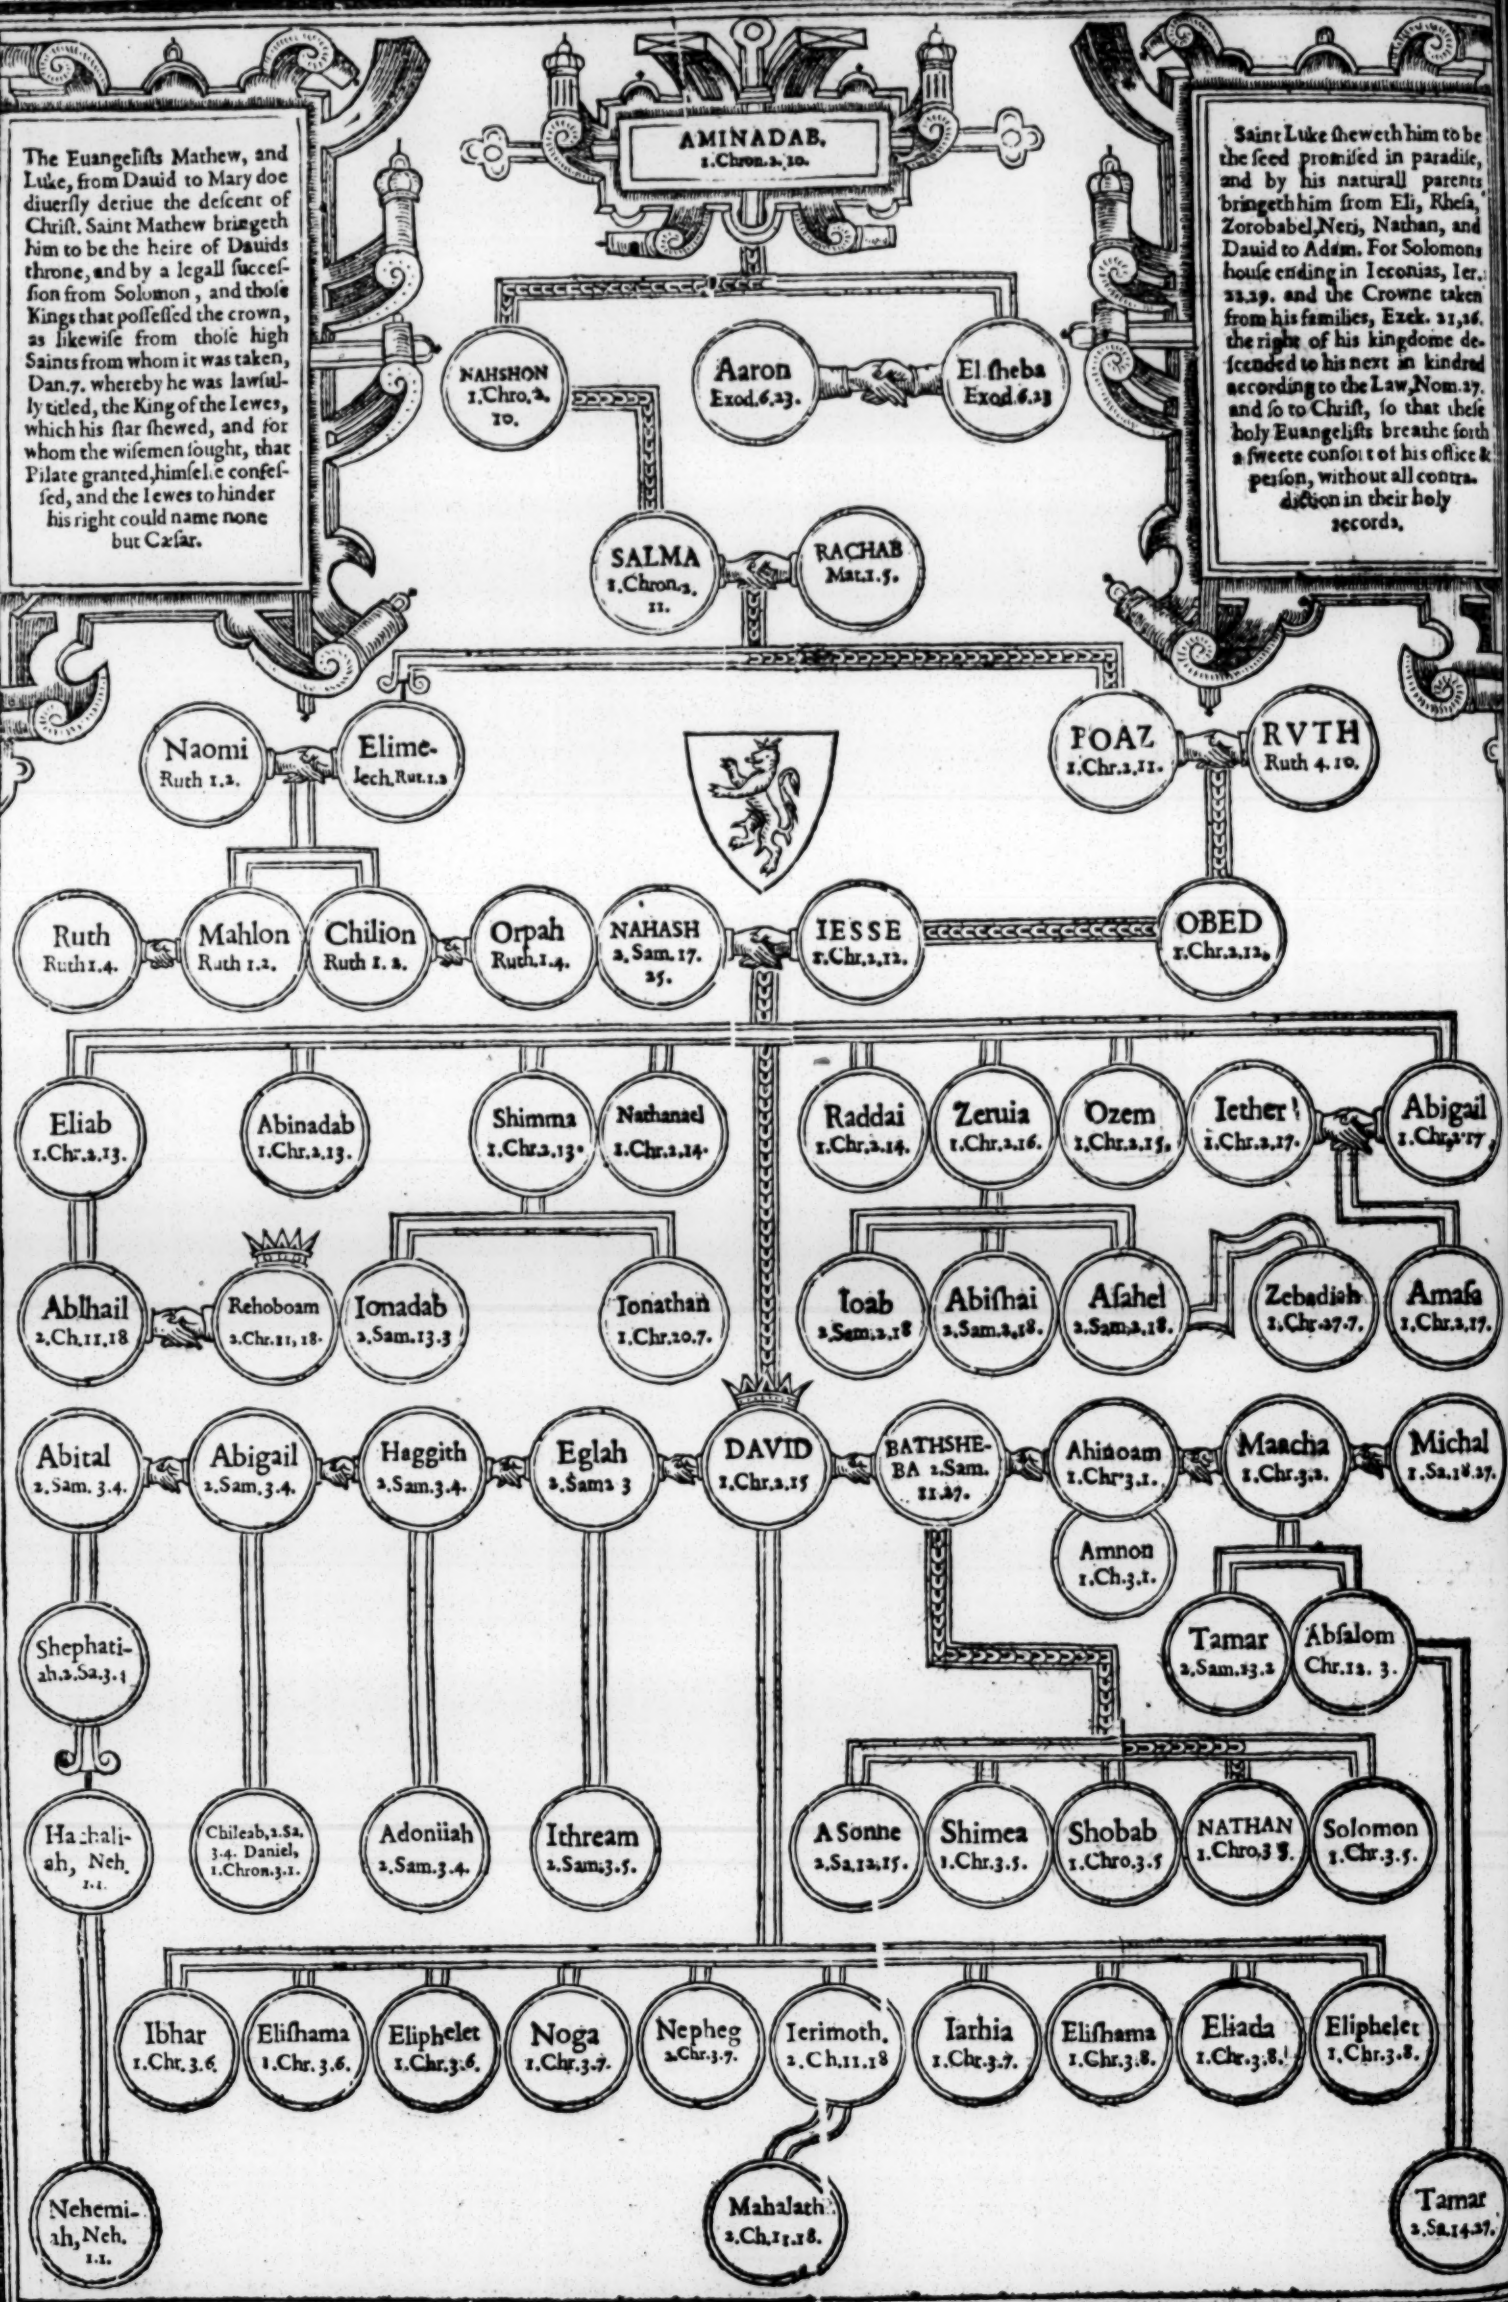 The Euangelists Mathew, and
Luke, from Dauid to Mary doe
diuersly deriue the descent of
Christ. Saint Mathew bringeth
him to be the heire of Dauids
throne, and by a legall succes-
sion from Solomon, and those
Kings that possessed the crown,
as likewise from those high
Saints from whom it was taken,
Dan.7. whereby he was lawful-
ly titled, the King of the Iewes,
which his star shewed, and for
whom the wisemen sought, that
Pilate granted, himselfe confes-
sed, and the Iewes to hinder
his right could name none
but Cæsar.
AMINADAB.
1.Chron.2.10.
Saint Luke sheweth him to be
the seed promised in paradise,
and by his naturall parents
bringeth him from Eli, Rhesa,
Zorobabel, Neri, Nathan, and
Dauid to Adam. For Solomons
house ending in Ieconias, Ier.
22.29. and the Crowne taken
from his families, Ezek. 21,26.
the right of his kingdome de-
scended to his next in kindred
according to the Law, Nom.27.
and so to Christ, so that these
holy Euangelists breathe forth
a sweete consort of his office &
person, without all contra-
diction in their holy
records.
NAHSHON
1.Chro.2.
10.
Aaron
Exod.6.23.
Elisheba
Exod.6.23
SALMA
1.Chron.2.
11.
RACHAB
Mat.1.5.
Naomi
Ruth 1.2.
Elime-
lech, Rut.1.2
BOAZ
1.Chr.2,11.
RVTH
Ruth 4.10.
Ruth
Ruth 1.4.
Mahlon
Ruth 1.2.
Chilion
Ruth 1.2.
Orpah
Ruth.1.4.
NAHASH
2.Sam.17.
25.
IESSE
1.Chr.2,12.
OBED
1.Chr.2.12.
Eliab
1.Chr.2.13.
Abinadab
1.Chr.2.13.
Shimma
1.Chr.2.13.
Nathanael
1.Chr.2.14.
Raddai
1.Chr.2.14.
Zeruia
1.Chr.2.16.
Ozem
1.Chr.2.15.
Iether
1.Chr.2.17.
Abigail
1.Chr.2.17.
Abihail
2.Ch.11.18
Rehoboam
2.Chr.11,18.
Ionadab
2.Sam.13.3
Ionathan
1.Chr.20.7.
Ioab
2.Sam.2.18
Abishai
2.Sam.2.18.
Asahel
2.Sam.2.18.
Zebadiah
1.Chr.27.7.
Amasa
1.Chr.2.17.
Abital
2.Sam.3.4.
Abigail
2.Sam.3.4.
Haggith
2.Sam.3.4.
Eglah
2.Sam 3
DAVID
1.Chr.2.15
BATHSHE-
BA 2.Sam.
11.27.
Ahinoam
1.Chr.3.1.
Maacha
1.Chr.3.2.
Michal
1.Sa.18.27.
Amnon
1.Ch.3.1.
Shephati-
ah.2.Sa.3.4
Tamar
2.Sam.13.2
Absalom
Chr.12. 3.
Hachali-
ah, Neh.
1.1.
Chileab, 2.Sa.
3.4. Daniel,
1.Chron.3.1.
Adoniiah
2.Sam.3.4.
Ithream
2.Sam.3.5.
A Sonne
2.Sa.12.15.
Shimea
1.Chr.3.5.
Shobab
1.Chro.3.5
NATHAN
1.Chro.3 5.
Solomon
1.Chr.3.5.
Ibhar
1.Chr.3.6.
Elishama
1.Chr.3.6.
Eliphelet
1.Chr.3.6.
Noga
1.Chr.3.7.
Nepheg
2.Chr.3.7.
Ierimoth.
2.Ch.11.18
Iaphia
1.Chr.3.7.
Elishama
1.Chr.3.8.
Eliada
1.Chr.3.8.
Eliphelet
1.Chr.3.8.
Nehemi-
ah, Neh.
1.1.
Mahalath
2.Ch.11.18.
Tamar
2.Sa.14.27.